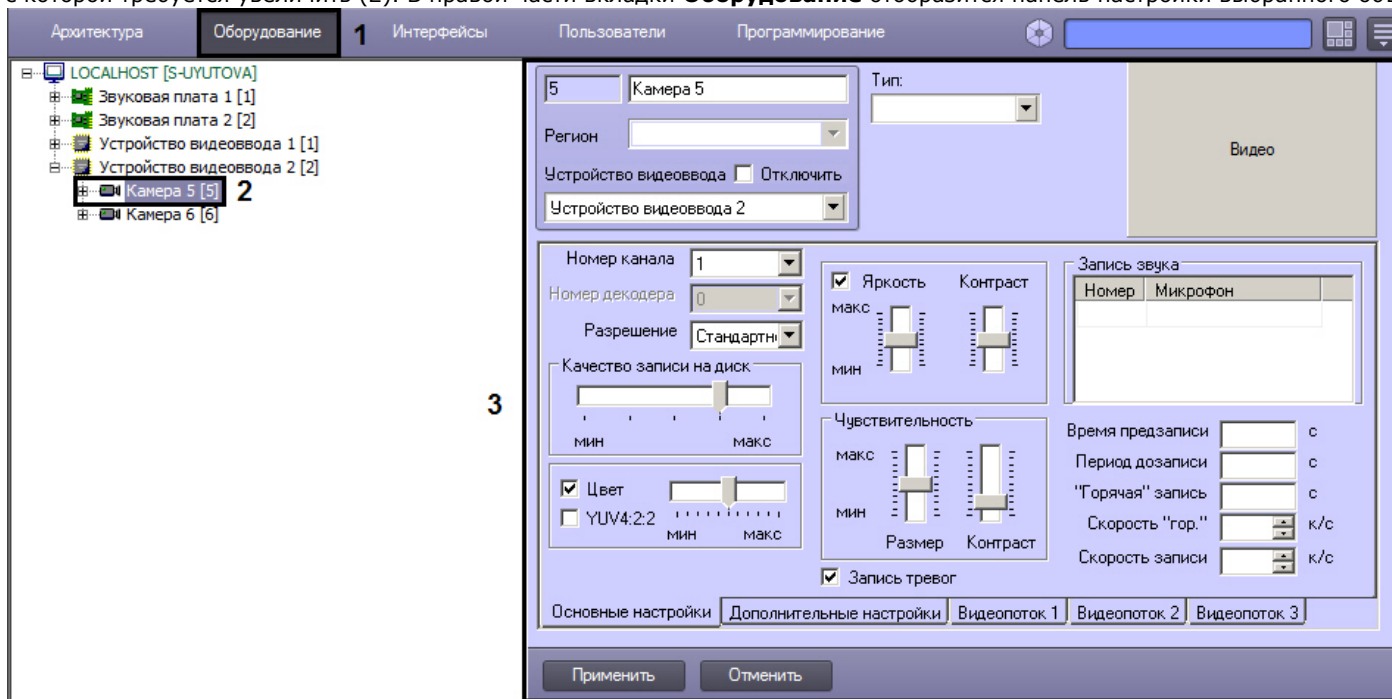 с которой требуется увеличить (2). В правой части вкладки Оборудование отобразится панель настройки выбранного
Архитектура Оборудование 1 Интерфейсы Пользователи Программирование
LOCALHOST [S-UYUTOVA]
Звуковая плата 1 [1]
Звуковая плата 2 [2]
Устройство видеоввода 1 [1]
Устройство видеоввода 2 [2]
Камера 5 [5] 2
Камера 6 [6]
3
5 Камера 5
Тип:
Регион
Устройство видеоввода Отключить
Устройство видеоввода 2
Видео
Номер канала 1
Номер декодера 0
Разрешение Стандартн
Качество записи на диск
мин макс
Цвет
YUV4:2:2
мин макс
Яркость Контраст
макс
мин
Чувствительность
макс
мин
Размер Контраст
Запись тревог
Запись звука
Номер Микрофон
Время предзаписи с
Период дозаписи с
"Горячая" запись с
Скорость "гор." к/с
Скорость записи к/с
Основные настройки Дополнительные настройки Видеопоток 1 Видеопоток 2 Видеопоток 3
Применить Отменить